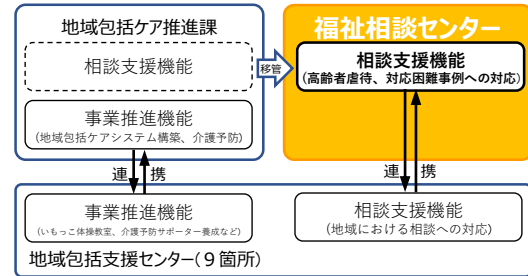 地域包括ケア推進課
相談支援機能
事業推進機能
(地域包括ケアシステム構築、介護予防)
移管
福祉相談センター
相談支援機能
(高齢者虐待、対応困難事例への対応)
連 携
連 携
事業推進機能
(いもっこ体操教室、介護予防サポーター養成など)
相談支援機能
(地域における相談への対応)
地域包括支援センター(9箇所)